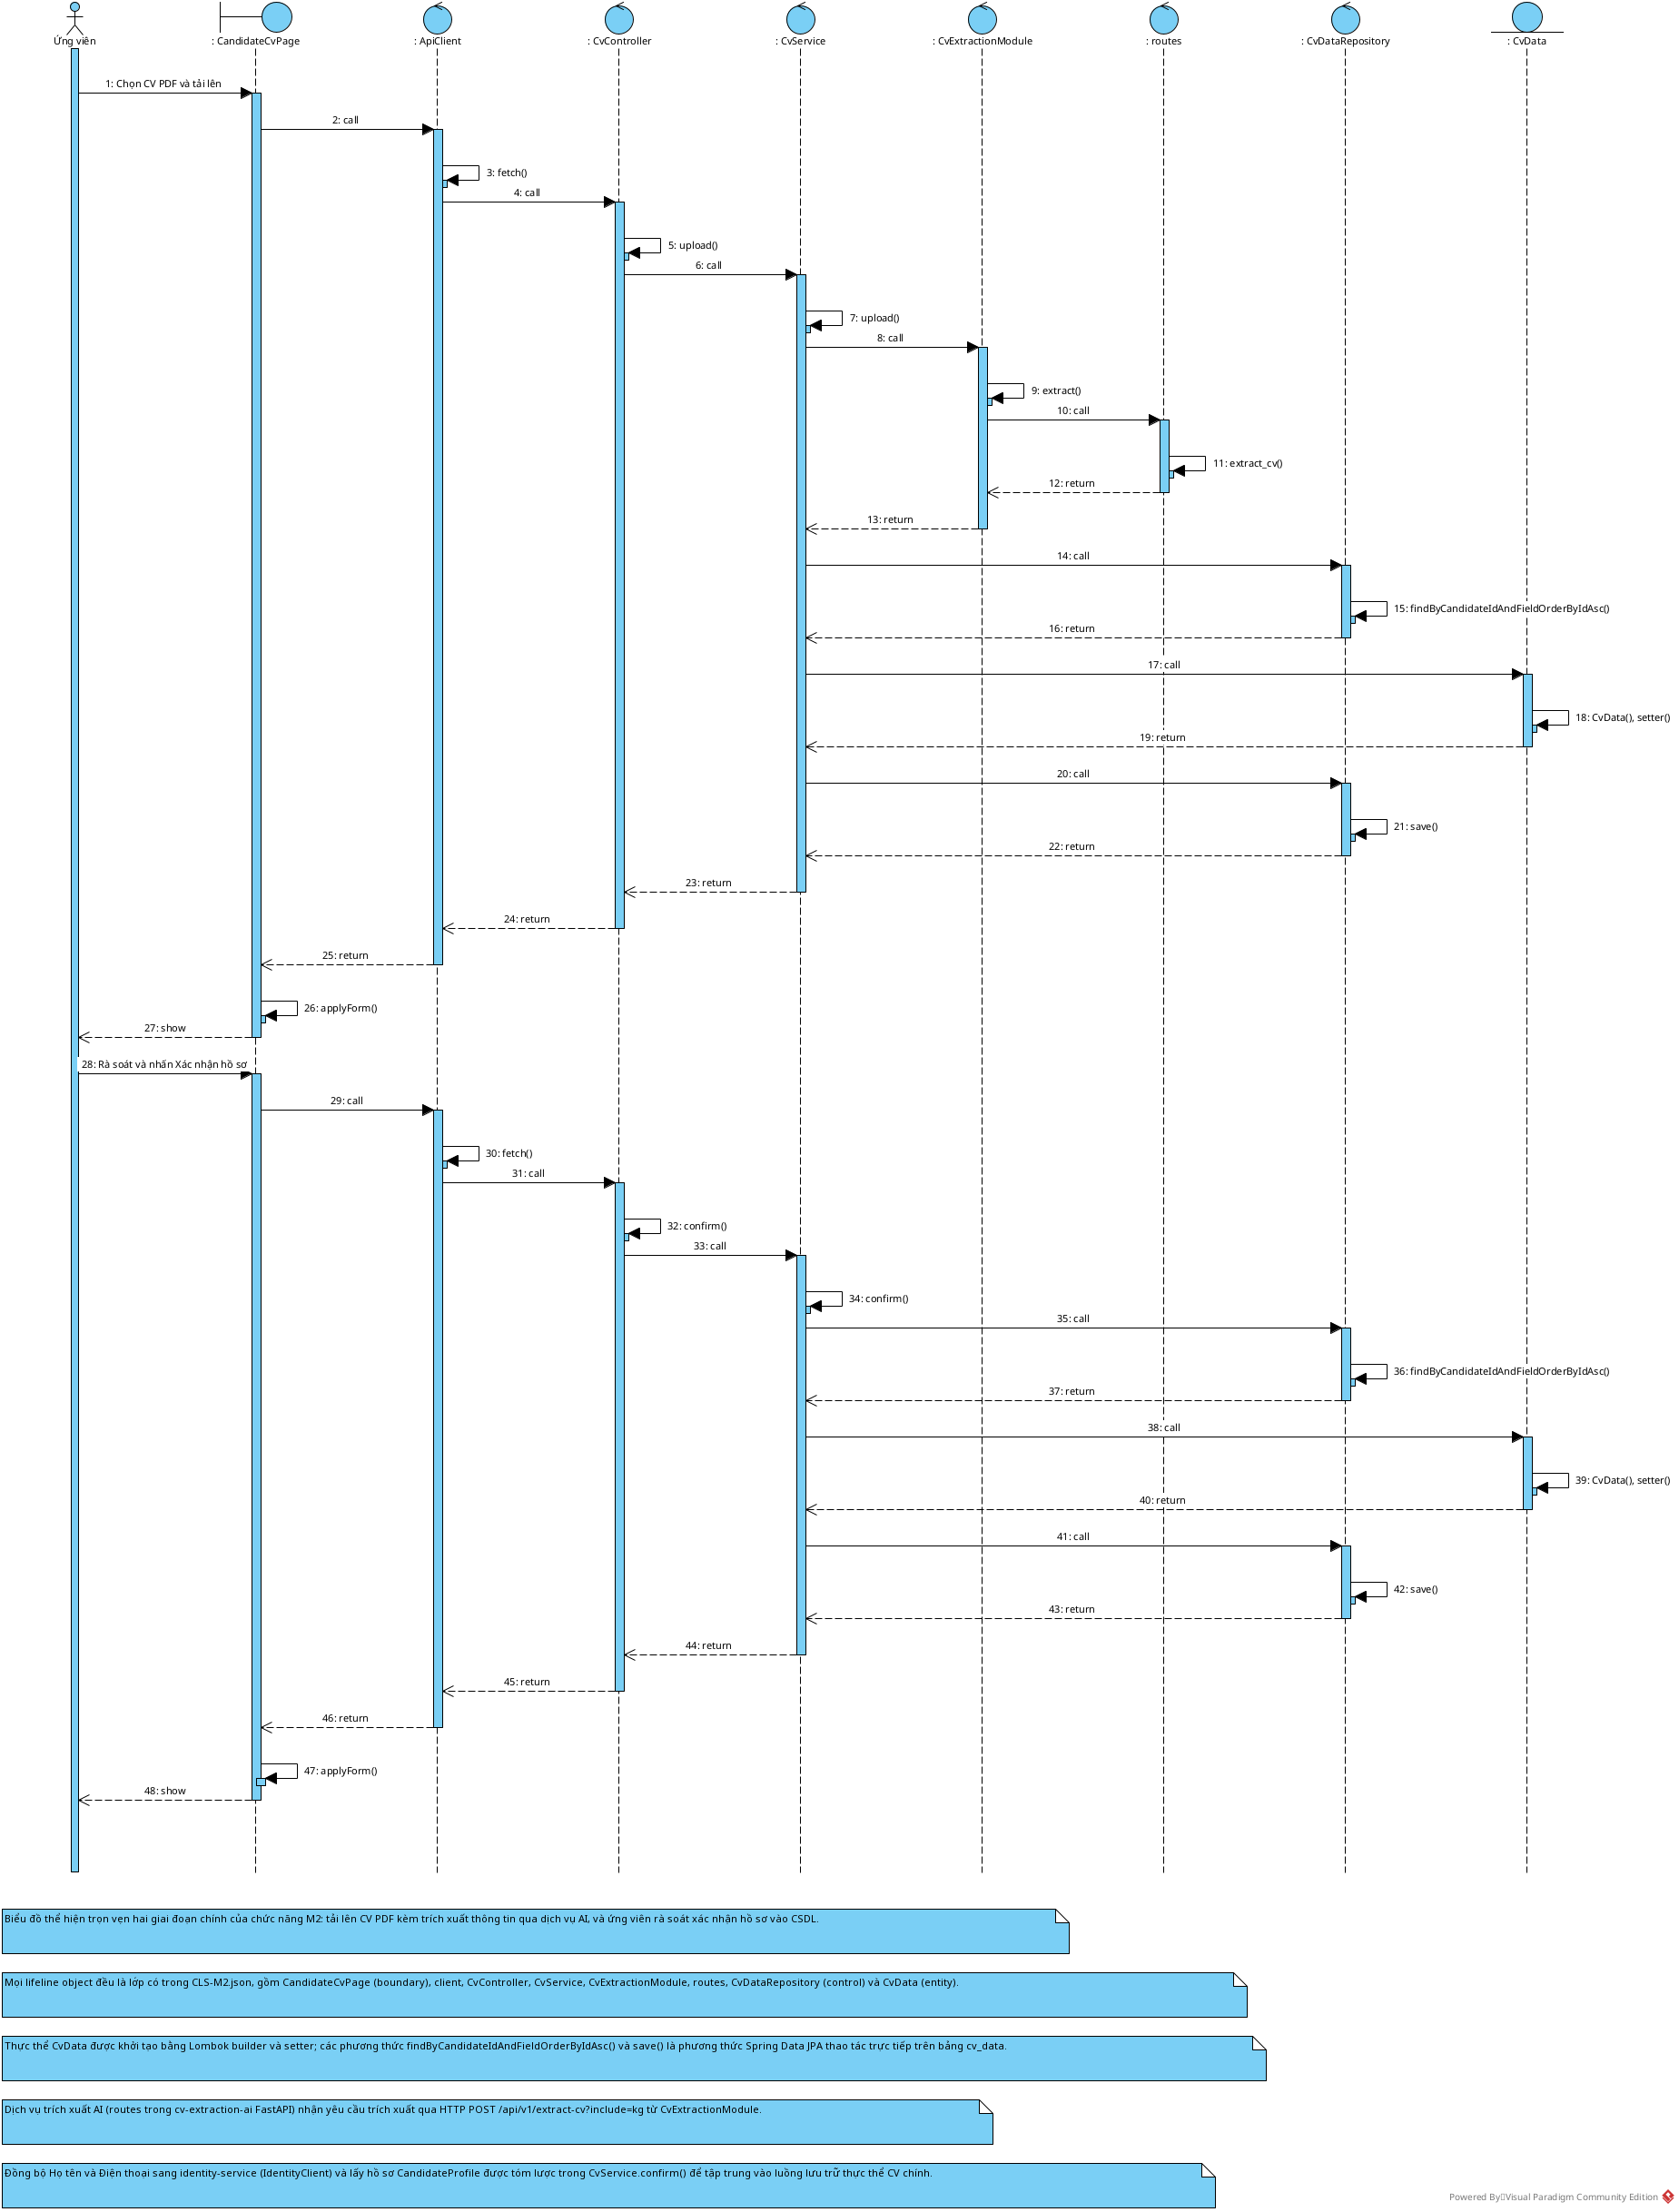 Ứng viên
: CandidateCvPage
: ApiClient
: CvController
: CvService
: CvExtractionModule
: routes
: CvDataRepository
: CvData
1: Chọn CV PDF và tải lên
2: call
3: fetch()
4: call
5: upload()
6: call
7: upload()
8: call
9: extract()
10: call
11: extract_cv()
12: return
13: return
14: call
15: findByCandidateIdAndFieldOrderByIdAsc()
16: return
17: call
18: CvData(), setter()
19: return
20: call
21: save()
22: return
23: return
24: return
25: return
26: applyForm()
27: show
28: Rà soát và nhấn Xác nhận hồ sơ
29: call
30: fetch()
31: call
32: confirm()
33: call
34: confirm()
35: call
36: findByCandidateIdAndFieldOrderByIdAsc()
37: return
38: call
39: CvData(), setter()
40: return
41: call
42: save()
43: return
44: return
45: return
46: return
47: applyForm()
48: show
Biểu đồ thể hiện trọn vẹn hai giai đoạn chính của chức năng M2: tải lên CV PDF kèm trích xuất thông tin qua dịch vụ AI, và ứng viên rà soát xác nhận hồ sơ vào CSDL.
Mọi lifeline object đều là lớp có trong CLS-M2.json, gồm CandidateCvPage (boundary), client, CvController, CvService, CvExtractionModule, routes, CvDataRepository (control) và CvData (entity).
Thực thể CvData được khởi tạo bằng Lombok builder và setter; các phương thức findByCandidateIdAndFieldOrderByIdAsc() và save() là phương thức Spring Data JPA thao tác trực tiếp trên bảng cv_data.
Dịch vụ trích xuất AI (routes trong cv-extraction-ai FastAPI) nhận yêu cầu trích xuất qua HTTP POST /api/v1/extract-cv?include=kg từ CvExtractionModule.
Đồng bộ Họ tên và Điện thoại sang identity-service (IdentityClient) và lấy hồ sơ CandidateProfile được tóm lược trong CvService.confirm() để tập trung vào luồng lưu trữ thực thể CV chính.
Powered By Visual Paradigm Community Edition